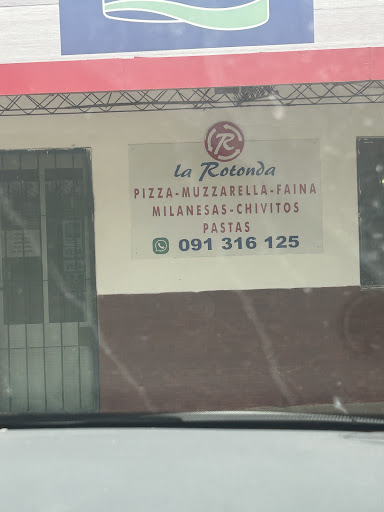 R
la Rotonda
PIZZA-MUZZARELLA-FAINA
MILANESAS-CHIVITOS
PASTAS
091 316 125